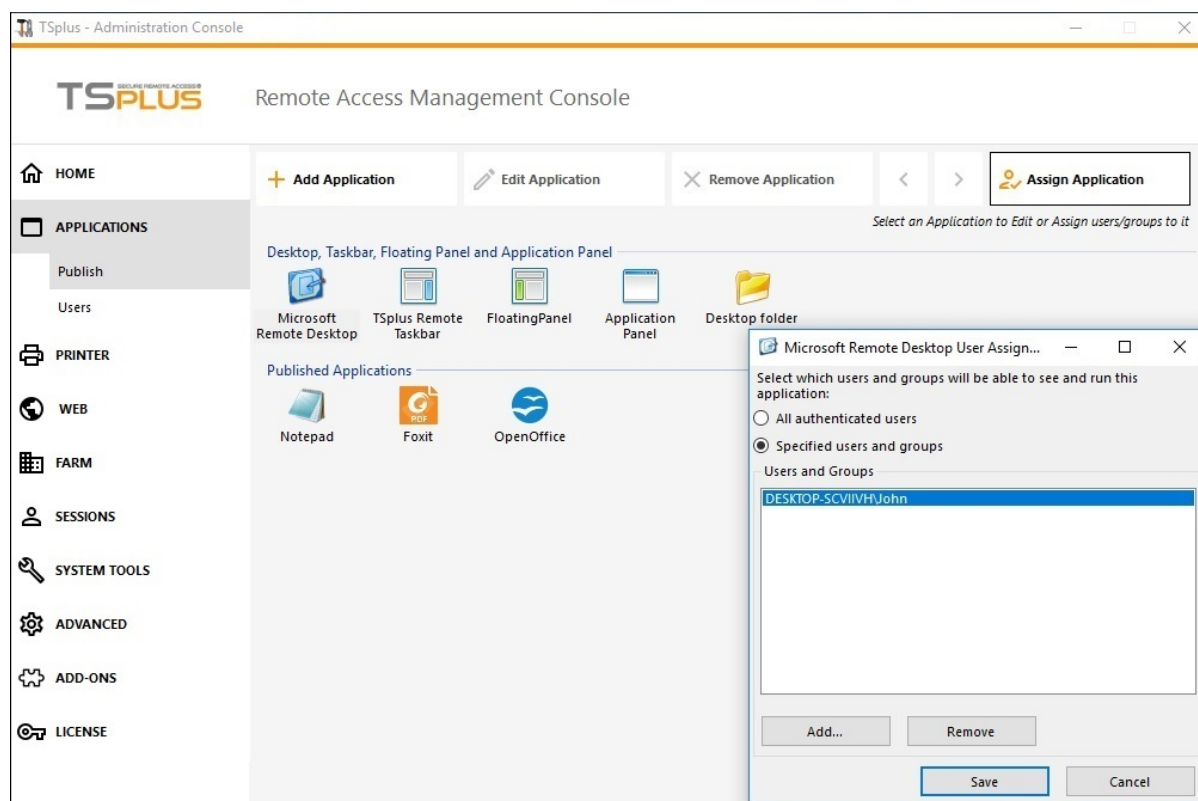 TSplus - Administration Console
TSPLUS SECURE REMOTE ACCESS®
Remote Access Management Console
HOME
APPLICATIONS
Publish
Users
PRINTER
WEB
FARM
SESSIONS
SYSTEM TOOLS
ADVANCED
ADD-ONS
LICENSE
Add Application
Edit Application
Remove Application
Assign Application
Select an Application to Edit or Assign users/groups to it
Desktop, Taskbar, Floating Panel and Application Panel
Microsoft
Remote Desktop
TSplus Remote
Taskbar
FloatingPanel
Application
Panel
Desktop folder
Published Applications
Notepad
PDF
Foxit
OpenOffice
Microsoft Remote Desktop User Assign...
Select which users and groups will be able to see and run this
application:
All authenticated users
Specified users and groups
Users and Groups
DESKTOP-SCVIIVH\John
Add...
Remove
Save
Cancel